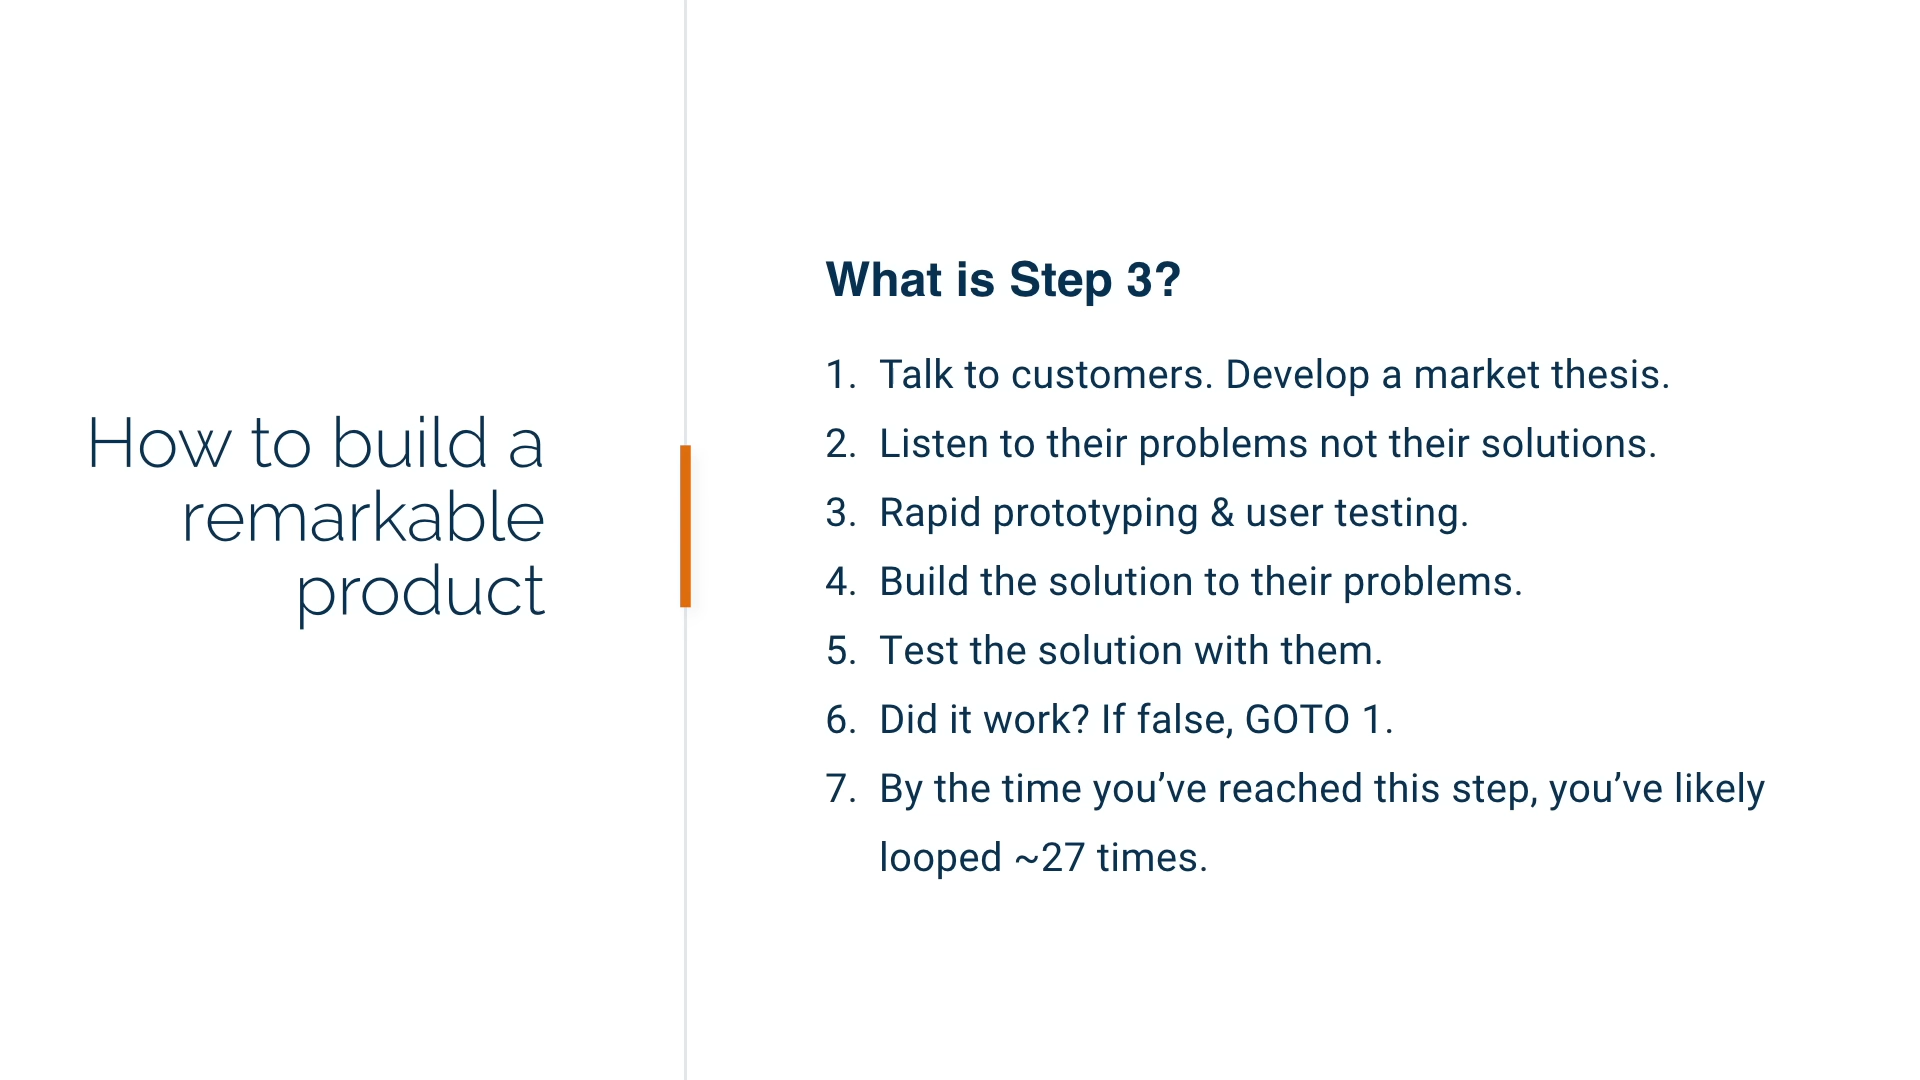 How to build a
remarkable
product
What is Step 3?
1. Talk to customers. Develop a market thesis.
2. Listen to their problems not their solutions.
3. Rapid prototyping & user testing.
4. Build the solution to their problems.
5. Test the solution with them.
6. Did it work? If false, GOTO 1.
7. By the time you’ve reached this step, you’ve likely
looped ~27 times.